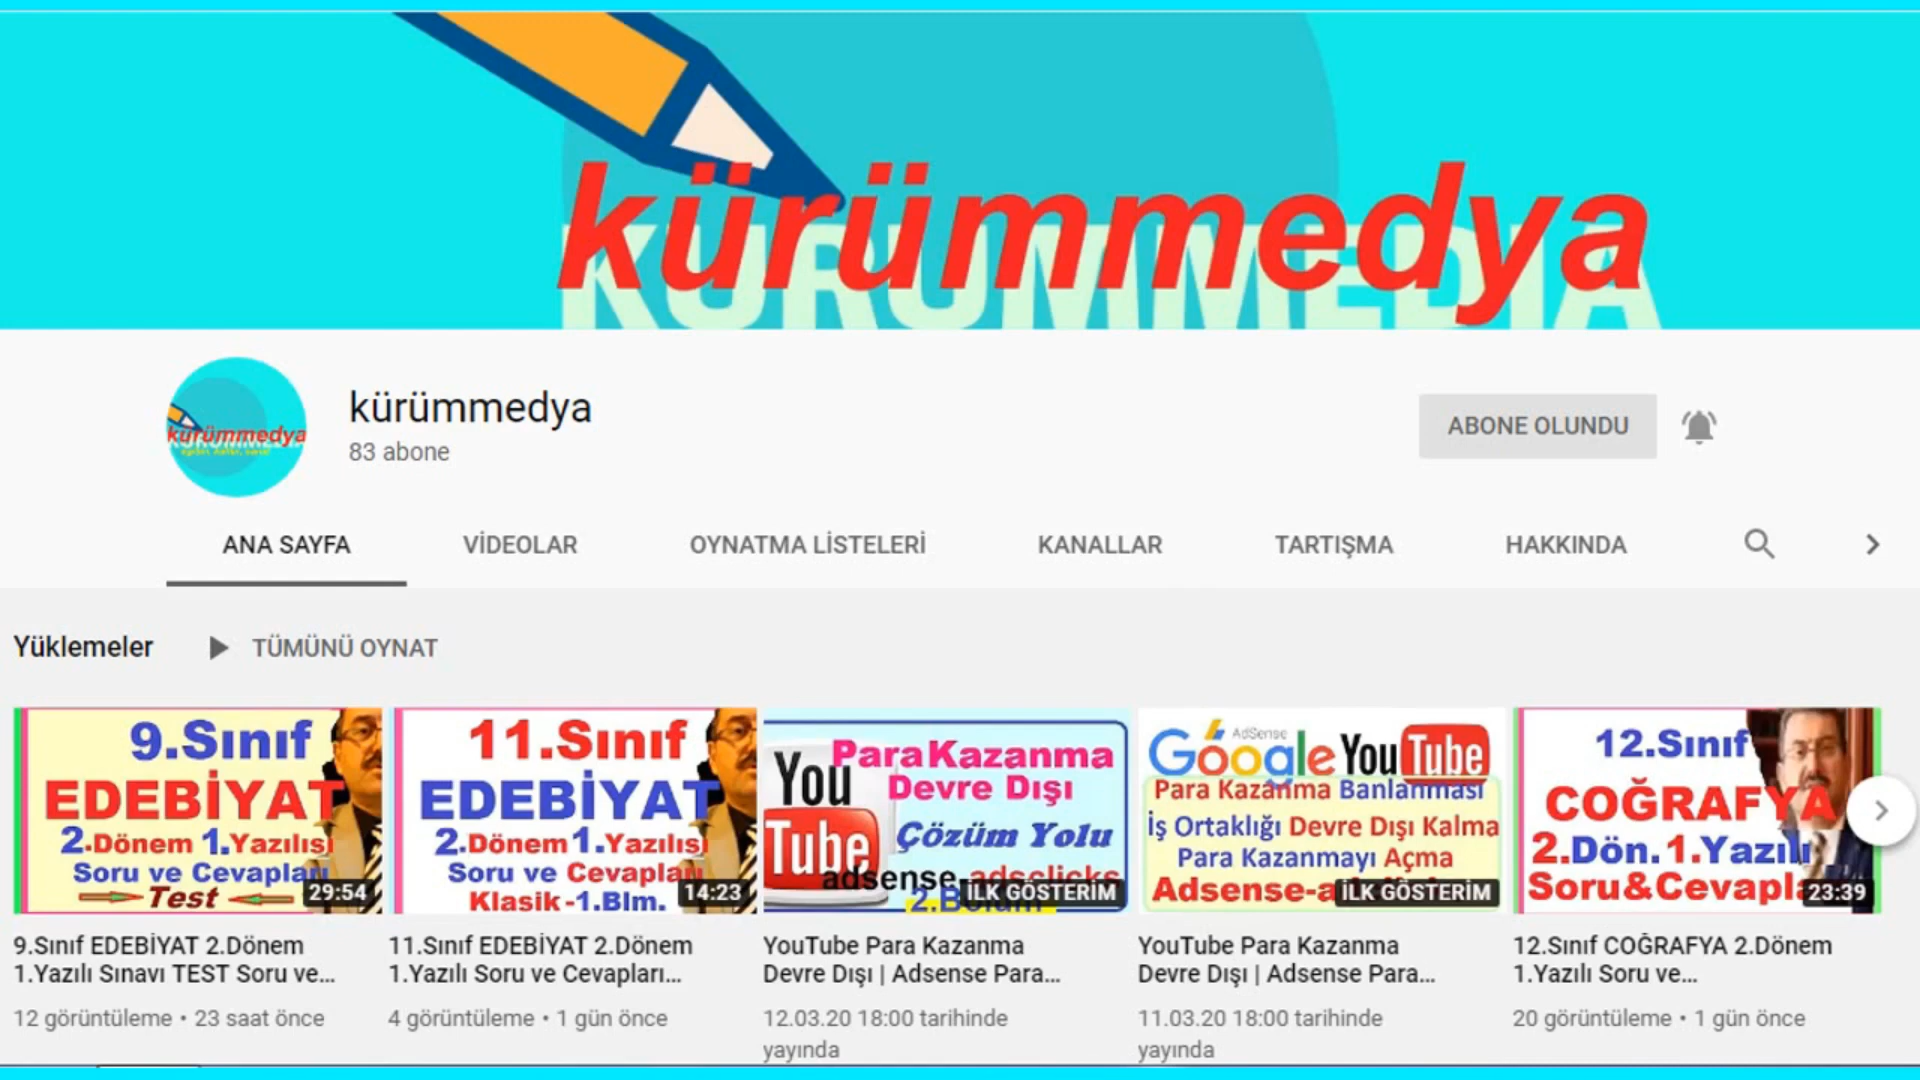 kürümmedya
KURUMMEDIA
kürümmedya
kürümmedya
83 abone
ABONE OLUNDU
ANA SAYFA
VİDEOLAR
OYNATMA LİSTELERİ
KANALLAR
TARTIŞMA
HAKKINDA
Yüklemeler
TÜMÜNÜ OYNAT
9.Sınıf
EDEBİYAT
2.Dönem 1.Yazılısı
Soru ve Cevapları
Test
29:54
9.Sınıf EDEBİYAT 2.Dönem
1.Yazılı Sınavı TEST Soru ve...
12 görüntüleme • 23 saat önce
11.Sınıf
EDEBİYAT
2.Dönem 1.Yazılısı
Soru ve Cevapları
Klasik -1.Blm.
14:23
11.Sınıf EDEBİYAT 2.Dönem
1.Yazılı Soru ve Cevapları...
4 görüntüleme • 1 gün önce
You
Tube
Para Kazanma
Devre Dışı
Çözüm Yolu
adsense
2.Bölüm
İLK GÖSTERİM
YouTube Para Kazanma
Devre Dışı | Adsense Para...
12.03.20 18:00 tarihinde
yayında
AdSense
Google YouTube
Para Kazanma Banlanması
İş Ortaklığı Devre Dışı Kalma
Para Kazanmayı Açma
İLK GÖSTERİM
YouTube Para Kazanma
Devre Dışı | Adsense Para...
11.03.20 18:00 tarihinde
yayında
12.Sınıf
COĞRAFYA
2.Dön. 1.Yazılı
23:39
12.Sınıf COĞRAFYA 2.Dönem
1.Yazılı Soru ve...
20 görüntüleme • 1 gün önce